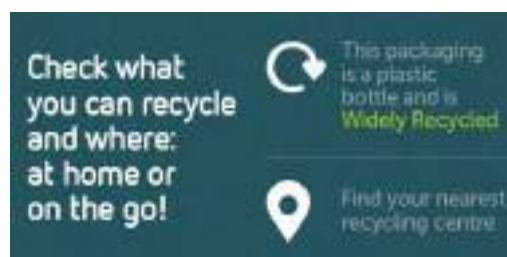 Check what
you can recycle
and where:
at home or
on the go!
This packaging
is a plastic
bottle and is
Widely Recycled
Find your nearest
recycling centre